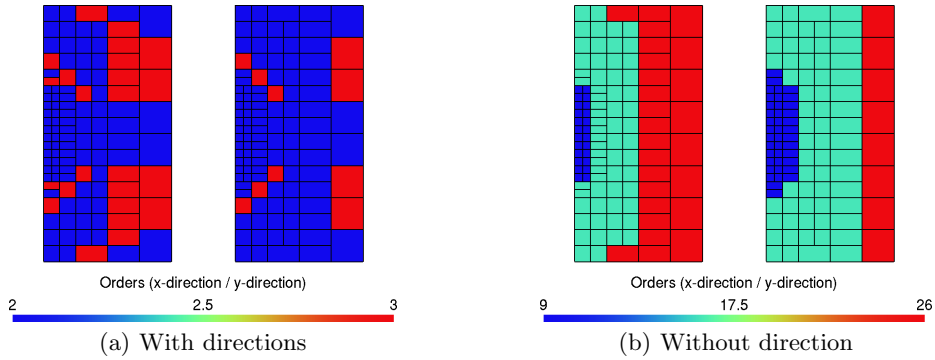 Orders (x-direction / y-direction)
2 2.5 3
(a) With directions
Orders (x-direction / y-direction)
9 17.5 26
(b) Without direction